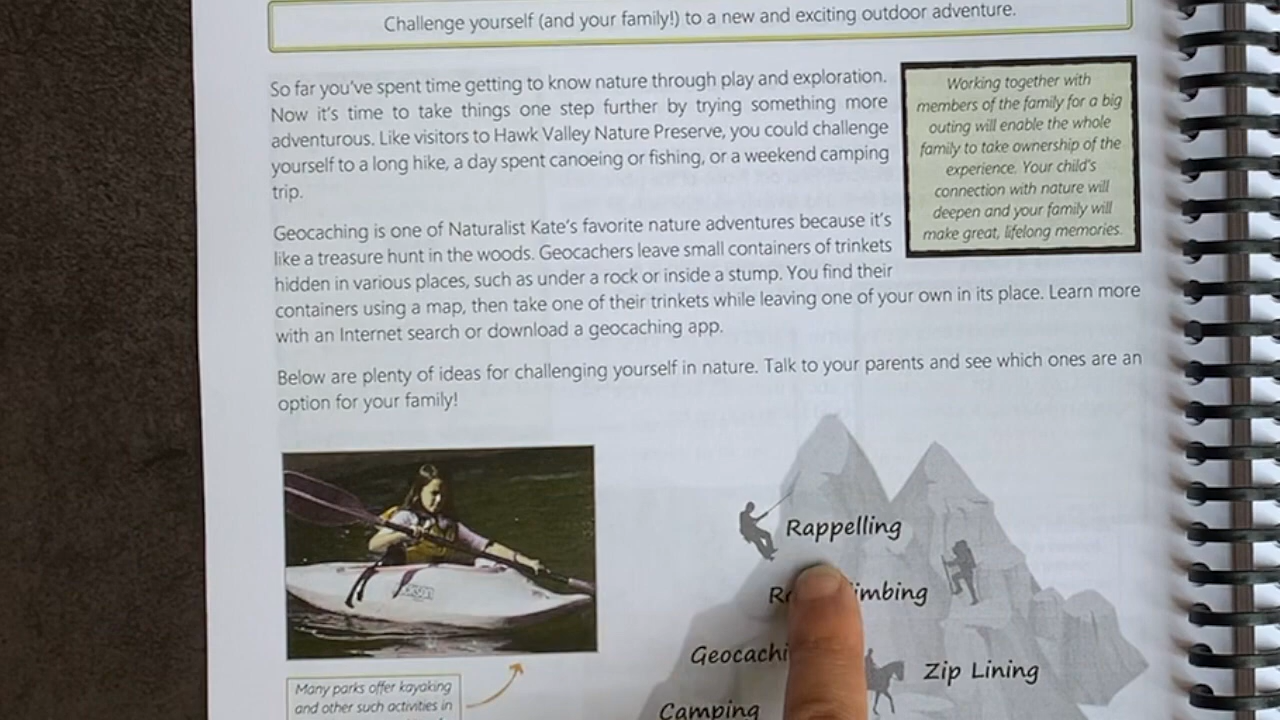 Challenge yourself (and your family!) to a new and exciting outdoor adventure.
So far you've spent time getting to know nature through play and exploration.
Now it's time to take things one step further by trying something more
adventurous. Like visitors to Hawk Valley Nature Preserve, you could challenge
yourself to a long hike, a day spent canoeing or fishing, or a weekend camping
trip.
Working together with
members of the family for a big
outing will enable the whole
family to take ownership of the
experience. Your child's
connection with nature will
deepen and your family will
make great, lifelong memories.
Geocaching is one of Naturalist Kate's favorite nature adventures because it's
like a treasure hunt in the woods. Geocachers leave small containers of trinkets
hidden in various places, such as under a rock or inside a stump. You find their
containers using a map, then take one of their trinkets while leaving one of your own in its place. Learn more
with an Internet search or download a geocaching app.
Below are plenty of ideas for challenging yourself in nature. Talk to your parents and see which ones are an
option for your family!
Rappelling
Zip Lining
Camping
Many parks offer kayaking
and other such activities in